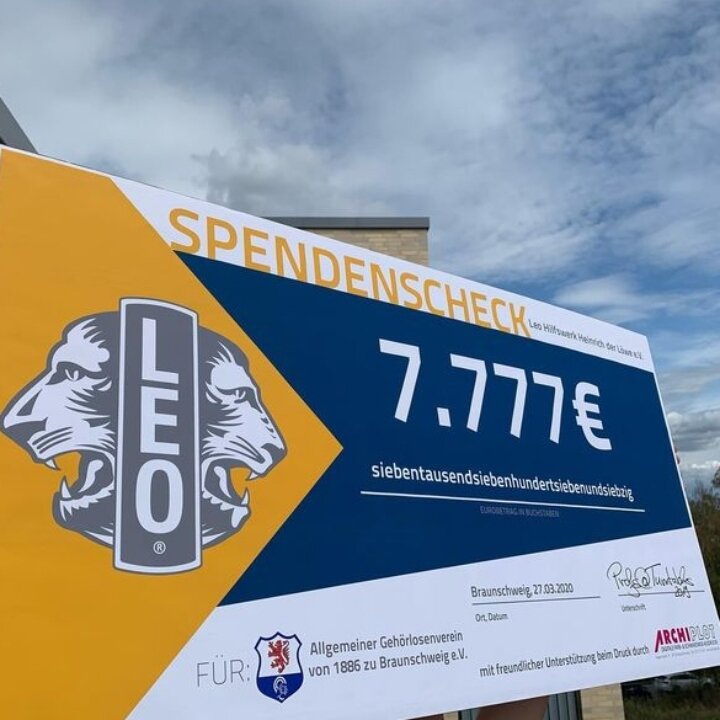 SPENDENSCHECK
Leo Hilfswerk Heinrich der Löwe e.V.
7.777€
siebentausendsiebenhundertsiebenundsiebzig
EUROBETRAG IN BUCHSTABEN
LEO
®
Braunschweig, 27.03.2020
Ort, Datum
Unterschrift
FÜR:
Allgemeiner Gehörlosenverein
von 1886 zu Braunschweig e.V.
mit freundlicher Unterstützung beim Druck durch
ARCHIPLOT